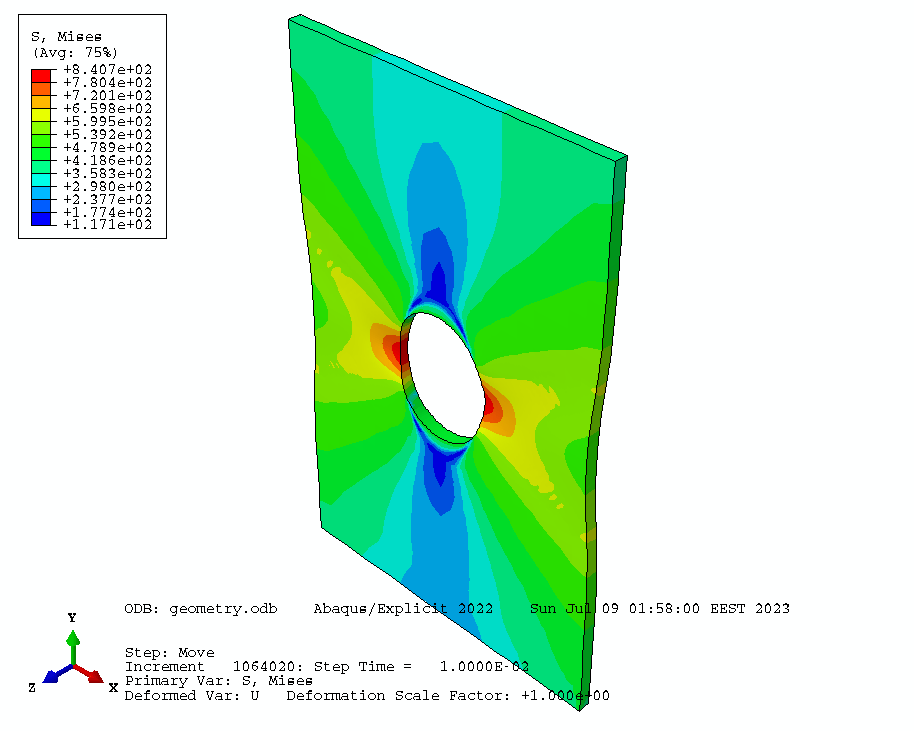 S, Mises
(Avg: 75%)
+8.407e+02
+7.804e+02
+7.201e+02
+6.598e+02
+5.995e+02
+5.392e+02
+4.789e+02
+4.186e+02
+3.583e+02
+2.980e+02
+2.377e+02
+1.774e+02
+1.171e+02
ODB: geometry.odb Abaqus/Explicit 2022 Sun Jul 09 01:58:00 EEST 2023
Y
Z
X
Step: Move
Increment 1064020: Step Time = 1.0000E-02
Primary Var: S, Mises
Deformed Var: U Deformation Scale Factor: +1.000e+00